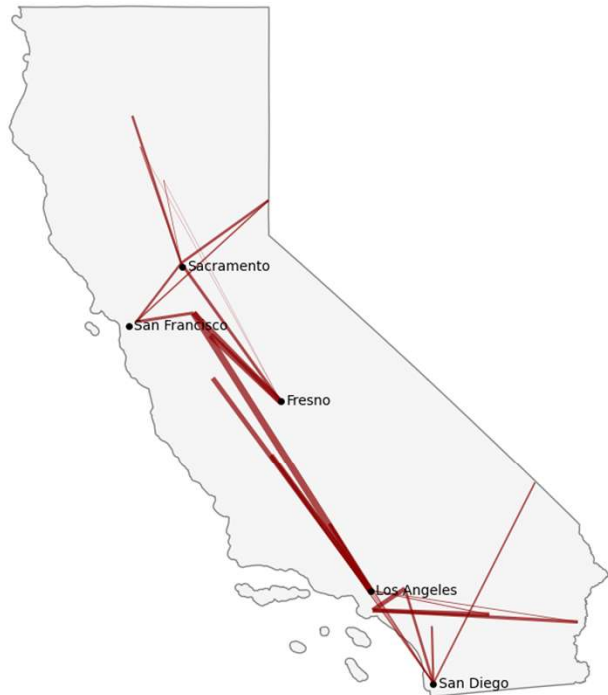 Sacramento
San Francisco
Fresno
Los Angeles
San Diego